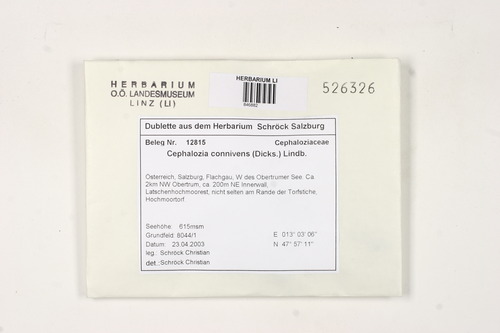 HERBARIUM
O.Ö. LANDESMUSEUM
LINZ (LI)
HERBARIUM LI
526326
Dublette aus dem Herbarium Schröck Salzburg
Beleg Nr. 12815 Cephaloziaceae
Cephalozia connivens (Dicks.) Lindb.
Österreich, Salzburg, Flachgau, W des Obertrumer See. Ca.
2km NW Obertrum, ca. 200m NE Innerwall,
Latschenhochmoorest, nicht selten am Rande der Torfstiche,
Hochmoortorf
Seehöhe: 615msm
Grundfeld: 8044/1 E 013° 03' 06"
Datum: 23.04.2003 N 47° 57' 11"
leg.: Schröck Christian
det.: Schröck Christian